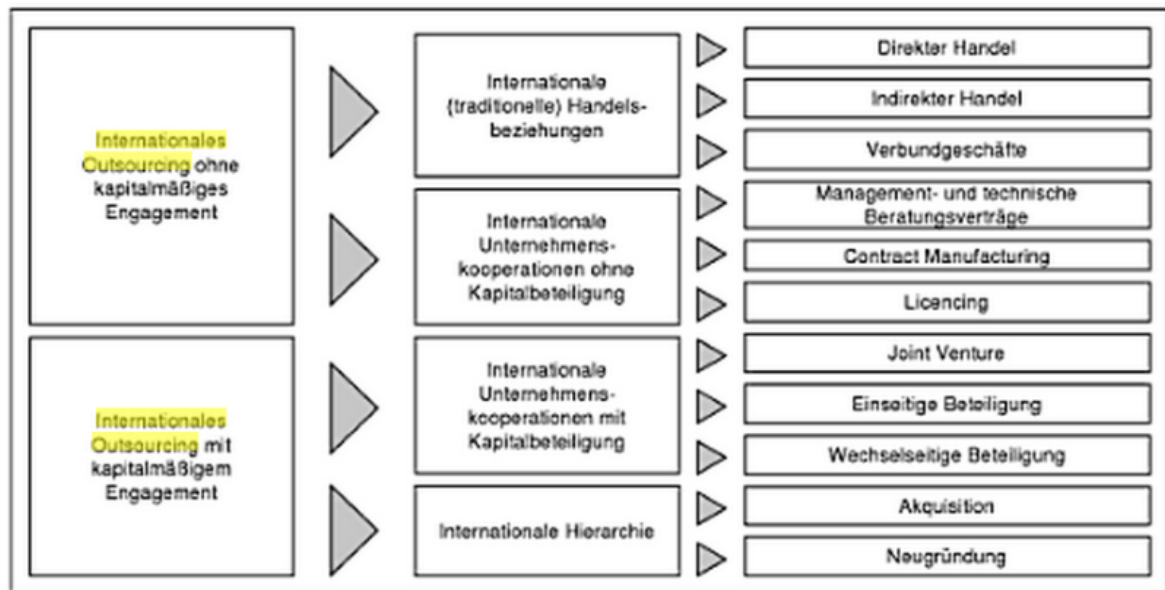 Internationales
Outsourcing ohne
kapitalmäßiges
Engagement
Internationales
Outsourcing mit
kapitalmäßigem
Engagement
Internationale
(traditionelle) Handels-
beziehungen
Internationale
Unternehmens-
kooperationen ohne
Kapitalbeteiligung
Internationale
Unternehmens-
kooperationen mit
Kapitalbeteiligung
Internationale Hierarchie
Direkter Handel
Indirekter Handel
Verbundgeschäfte
Management- und technische
Beratungsverträge
Contract Manufacturing
Licencing
Joint Venture
Einseitige Beteiligung
Wechselseitige Beteiligung
Akquisition
Neugründung